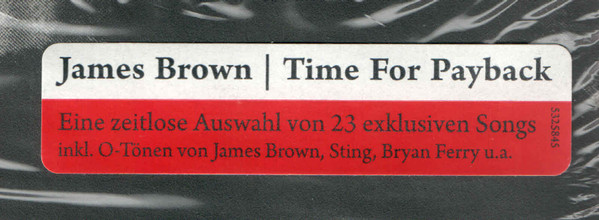 James Brown | Time For Payback
Eine zeitlose Auswahl von 23 exklusiven Songs
inkl. O-Tönen von James Brown, Sting, Bryan Ferry u.a.
5325845